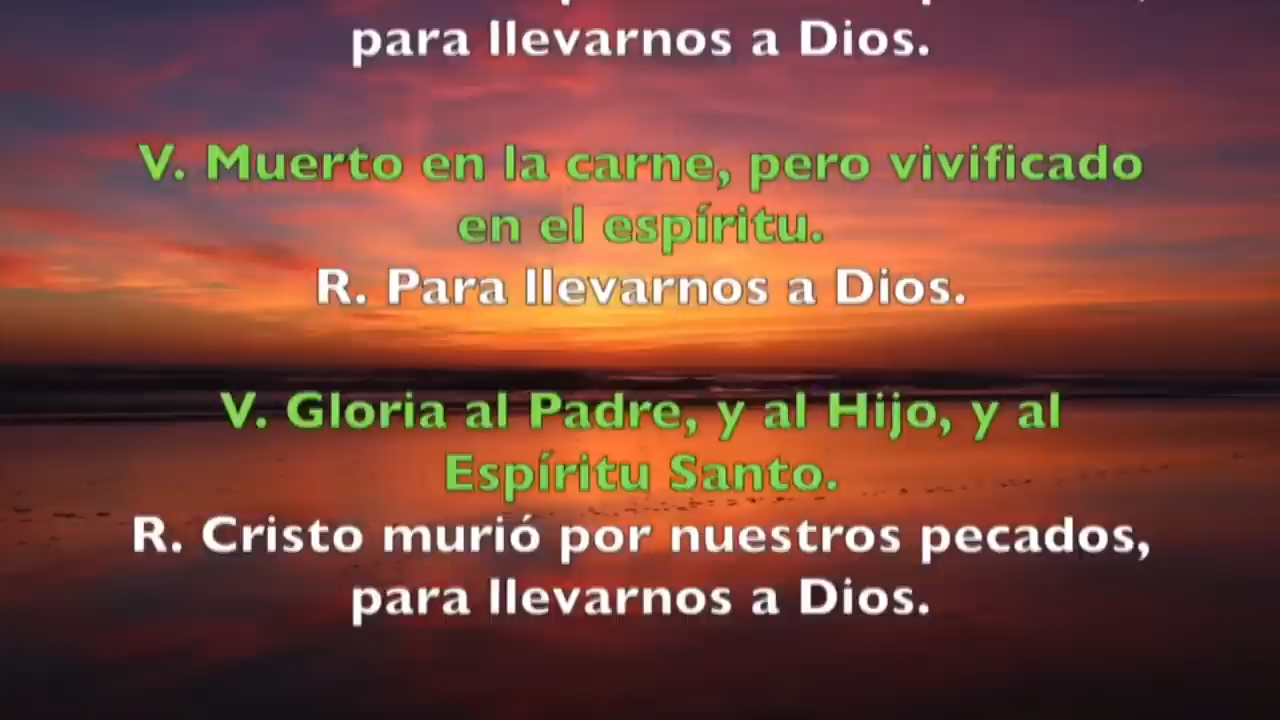 para llevarnos a Dios.
V. Muerto en la carne, pero vivificado
en el espíritu.
R. Para llevarnos a Dios.
V. Gloria al Padre, y al Hijo, y al
Espíritu Santo.
R. Cristo murió por nuestros pecados,
para llevarnos a Dios.